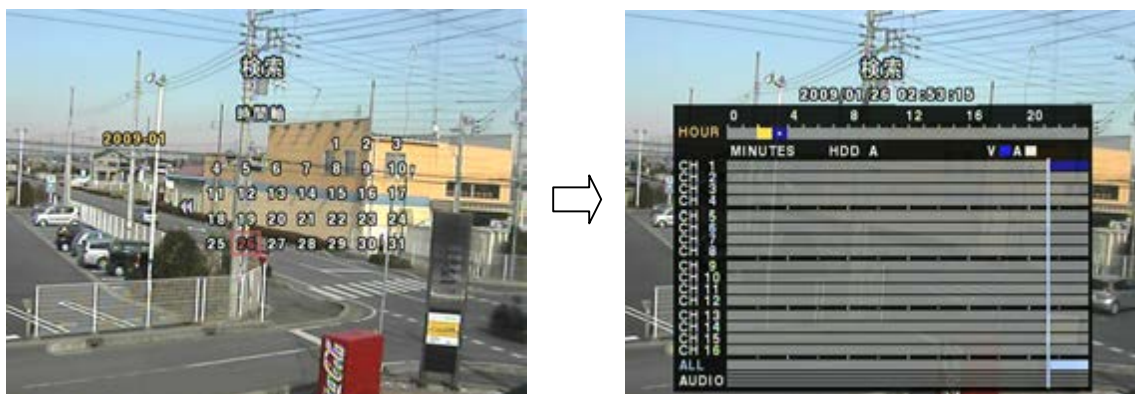 検索
時間軸
2009-01
1 2 3
4 5 6 7 8 9 10
11 12 13 14 15 16 17
18 19 20 21 22 23 24
25 26 27 28 29 30 31
Coca-Cola
検索
2009/01/26 02:53:15
0 4 8 12 16 20
HOUR
MINUTES HDD A V A
CH 1
CH 2
CH 3
CH 4
CH 5
CH 6
CH 7
CH 8
CH 9
CH 10
CH 11
CH 12
CH 13
CH 14
CH 15
CH 16
ALL
AUDIO